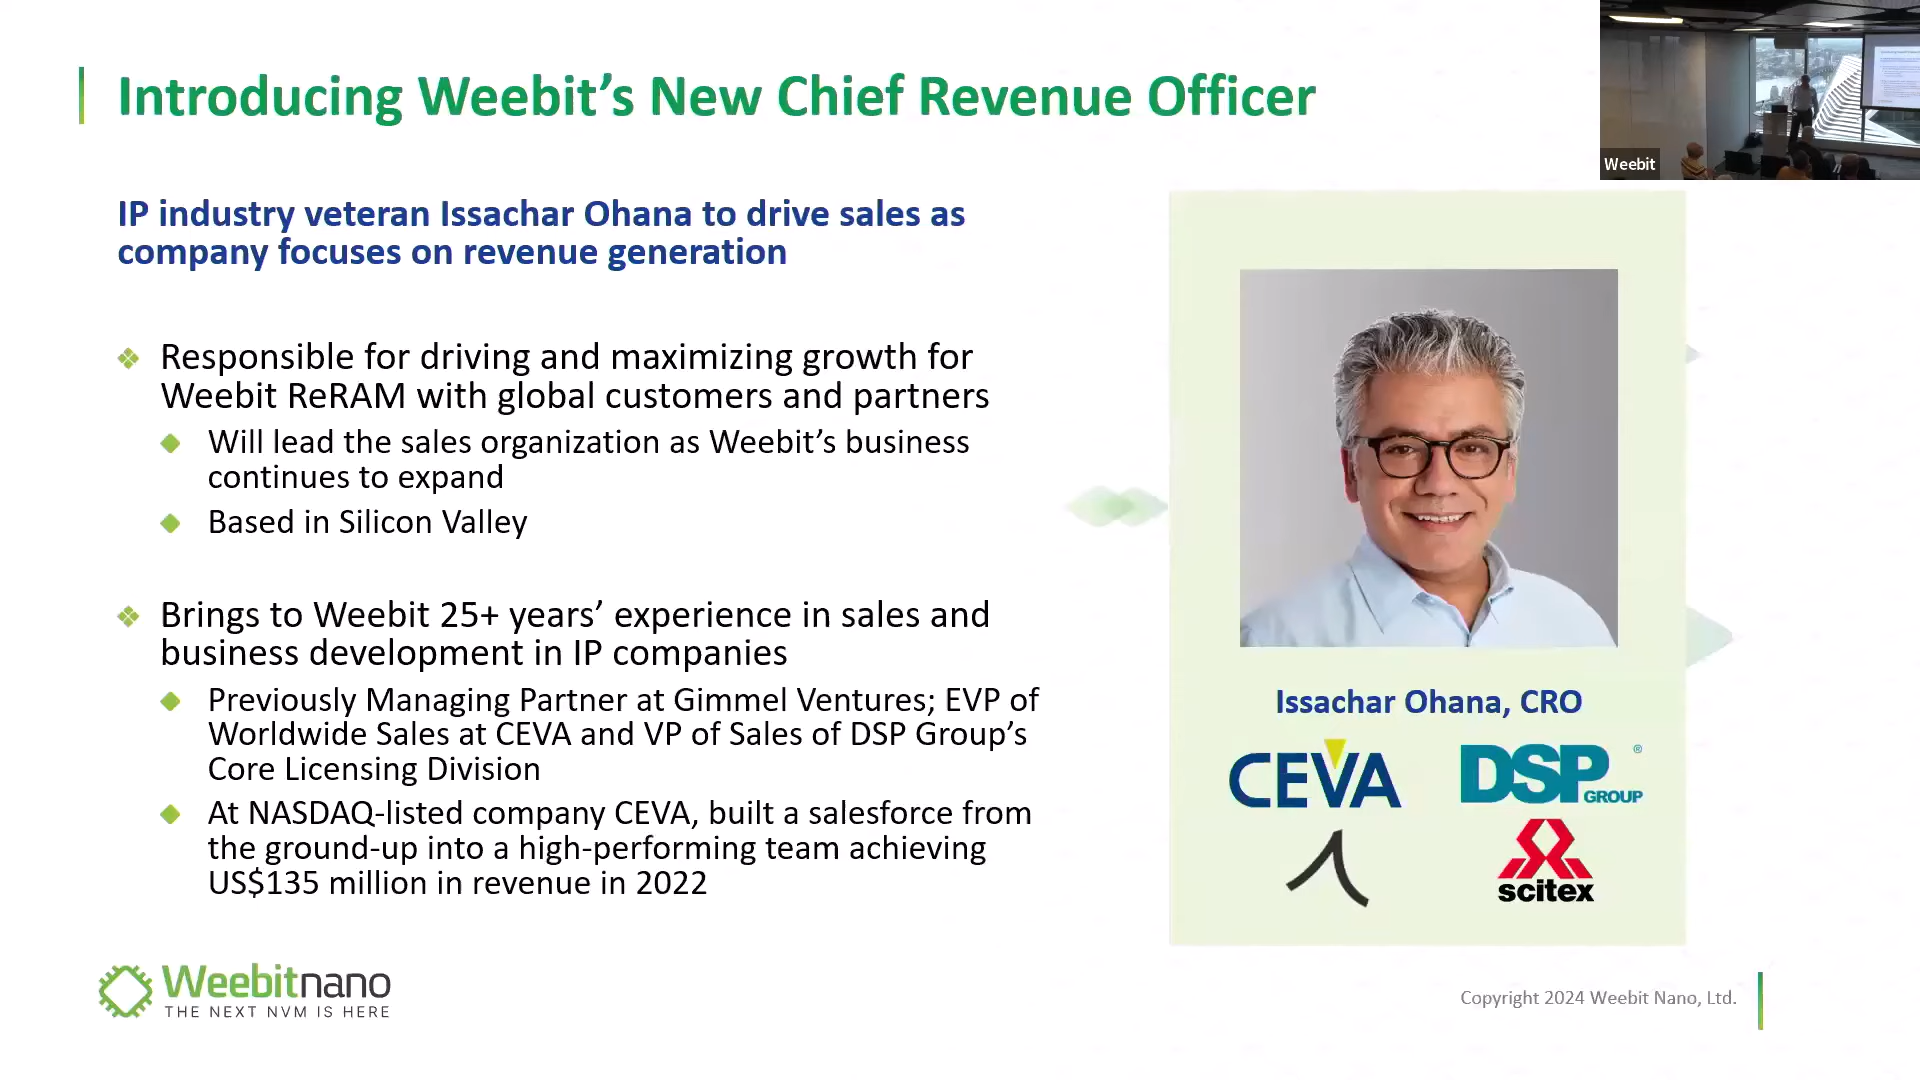 Introducing Weebit’s New Chief Revenue Officer
Weebit
IP industry veteran Issachar Ohana to drive sales as
company focuses on revenue generation
Responsible for driving and maximizing growth for
Weebit ReRAM with global customers and partners
Will lead the sales organization as Weebit’s business
continues to expand
Based in Silicon Valley
Brings to Weebit 25+ years’ experience in sales and
business development in IP companies
Previously Managing Partner at Gimmel Ventures; EVP of
Worldwide Sales at CEVA and VP of Sales of DSP Group’s
Core Licensing Division
At NASDAQ-listed company CEVA, built a salesforce from
the ground-up into a high-performing team achieving
US$135 million in revenue in 2022
Issachar Ohana, CRO
CEVA
DSP GROUP ®
scitex
Weebitnano
THE NEXT NVM IS HERE
Copyright 2024 Weebit Nano, Ltd.